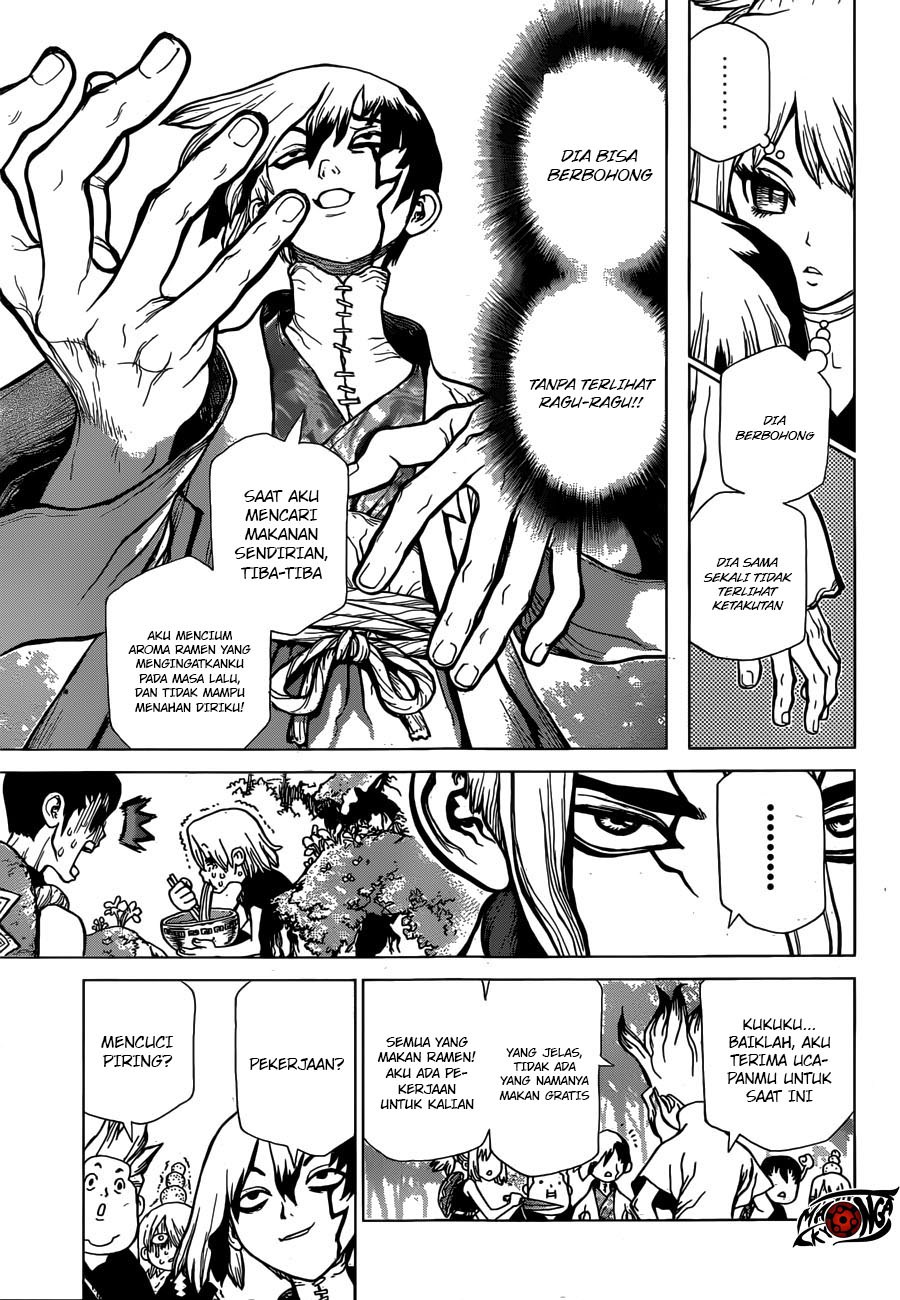 .......
DIA
BERBOHONG
DIA SAMA
SEKALI TIDAK
TERLIHAT
KETAKUTAN
DIA BISA
BERBOHONG
TANPA TERLIHAT
RAGU-RAGU!!
SAAT AKU
MENCARI
MAKANAN
SENDIRIAN,
TIBA-TIBA
AKU MENCIUM
AROMA RAMEN YANG
MENGINGATKANKU
PADA MASA LALU,
DAN TIDAK MAMPU
MENAHAN DIRIKU!
.......
KUKUKU...
BAIKLAH, AKU
TERIMA UCA-
PANMU UNTUK
SAAT INI
YANG JELAS,
TIDAK ADA
YANG NAMANYA
MAKAN GRATIS
SEMUA YANG
MAKAN RAMEN!
AKU ADA PE-
KERJAAN
UNTUK KALIAN
PEKERJAAN?
MENCUCI
PIRING?
MANGACKY